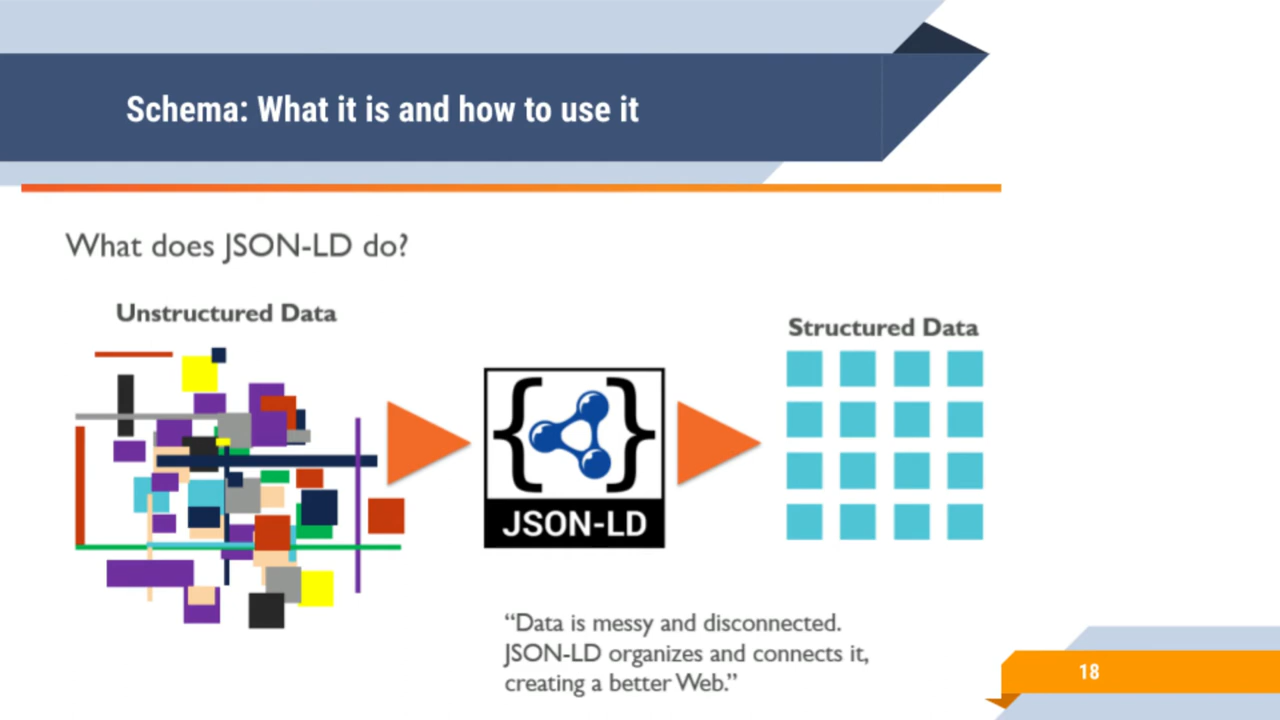 Schema: What it is and how to use it
What does JSON-LD do?
Unstructured Data
Structured Data
{ }
JSON-LD
“Data is messy and disconnected.
JSON-LD organizes and connects it,
creating a better Web.”
18